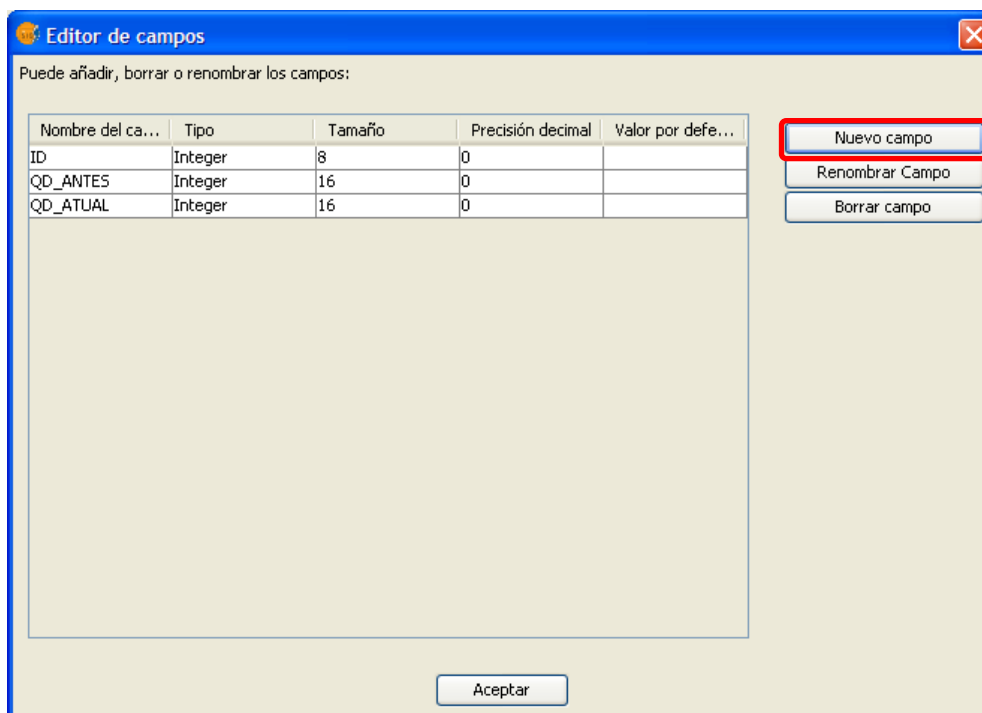 Editor de campos
Puede añadir, borrar o renombrar los campos:
Nombre del ca... Tipo Tamaño Precisión decimal Valor por defe...
ID Integer 8 0
QD_ANTES Integer 16 0
QD_ATUAL Integer 16 0
Nuevo campo
Renombrar Campo
Borrar campo
Aceptar